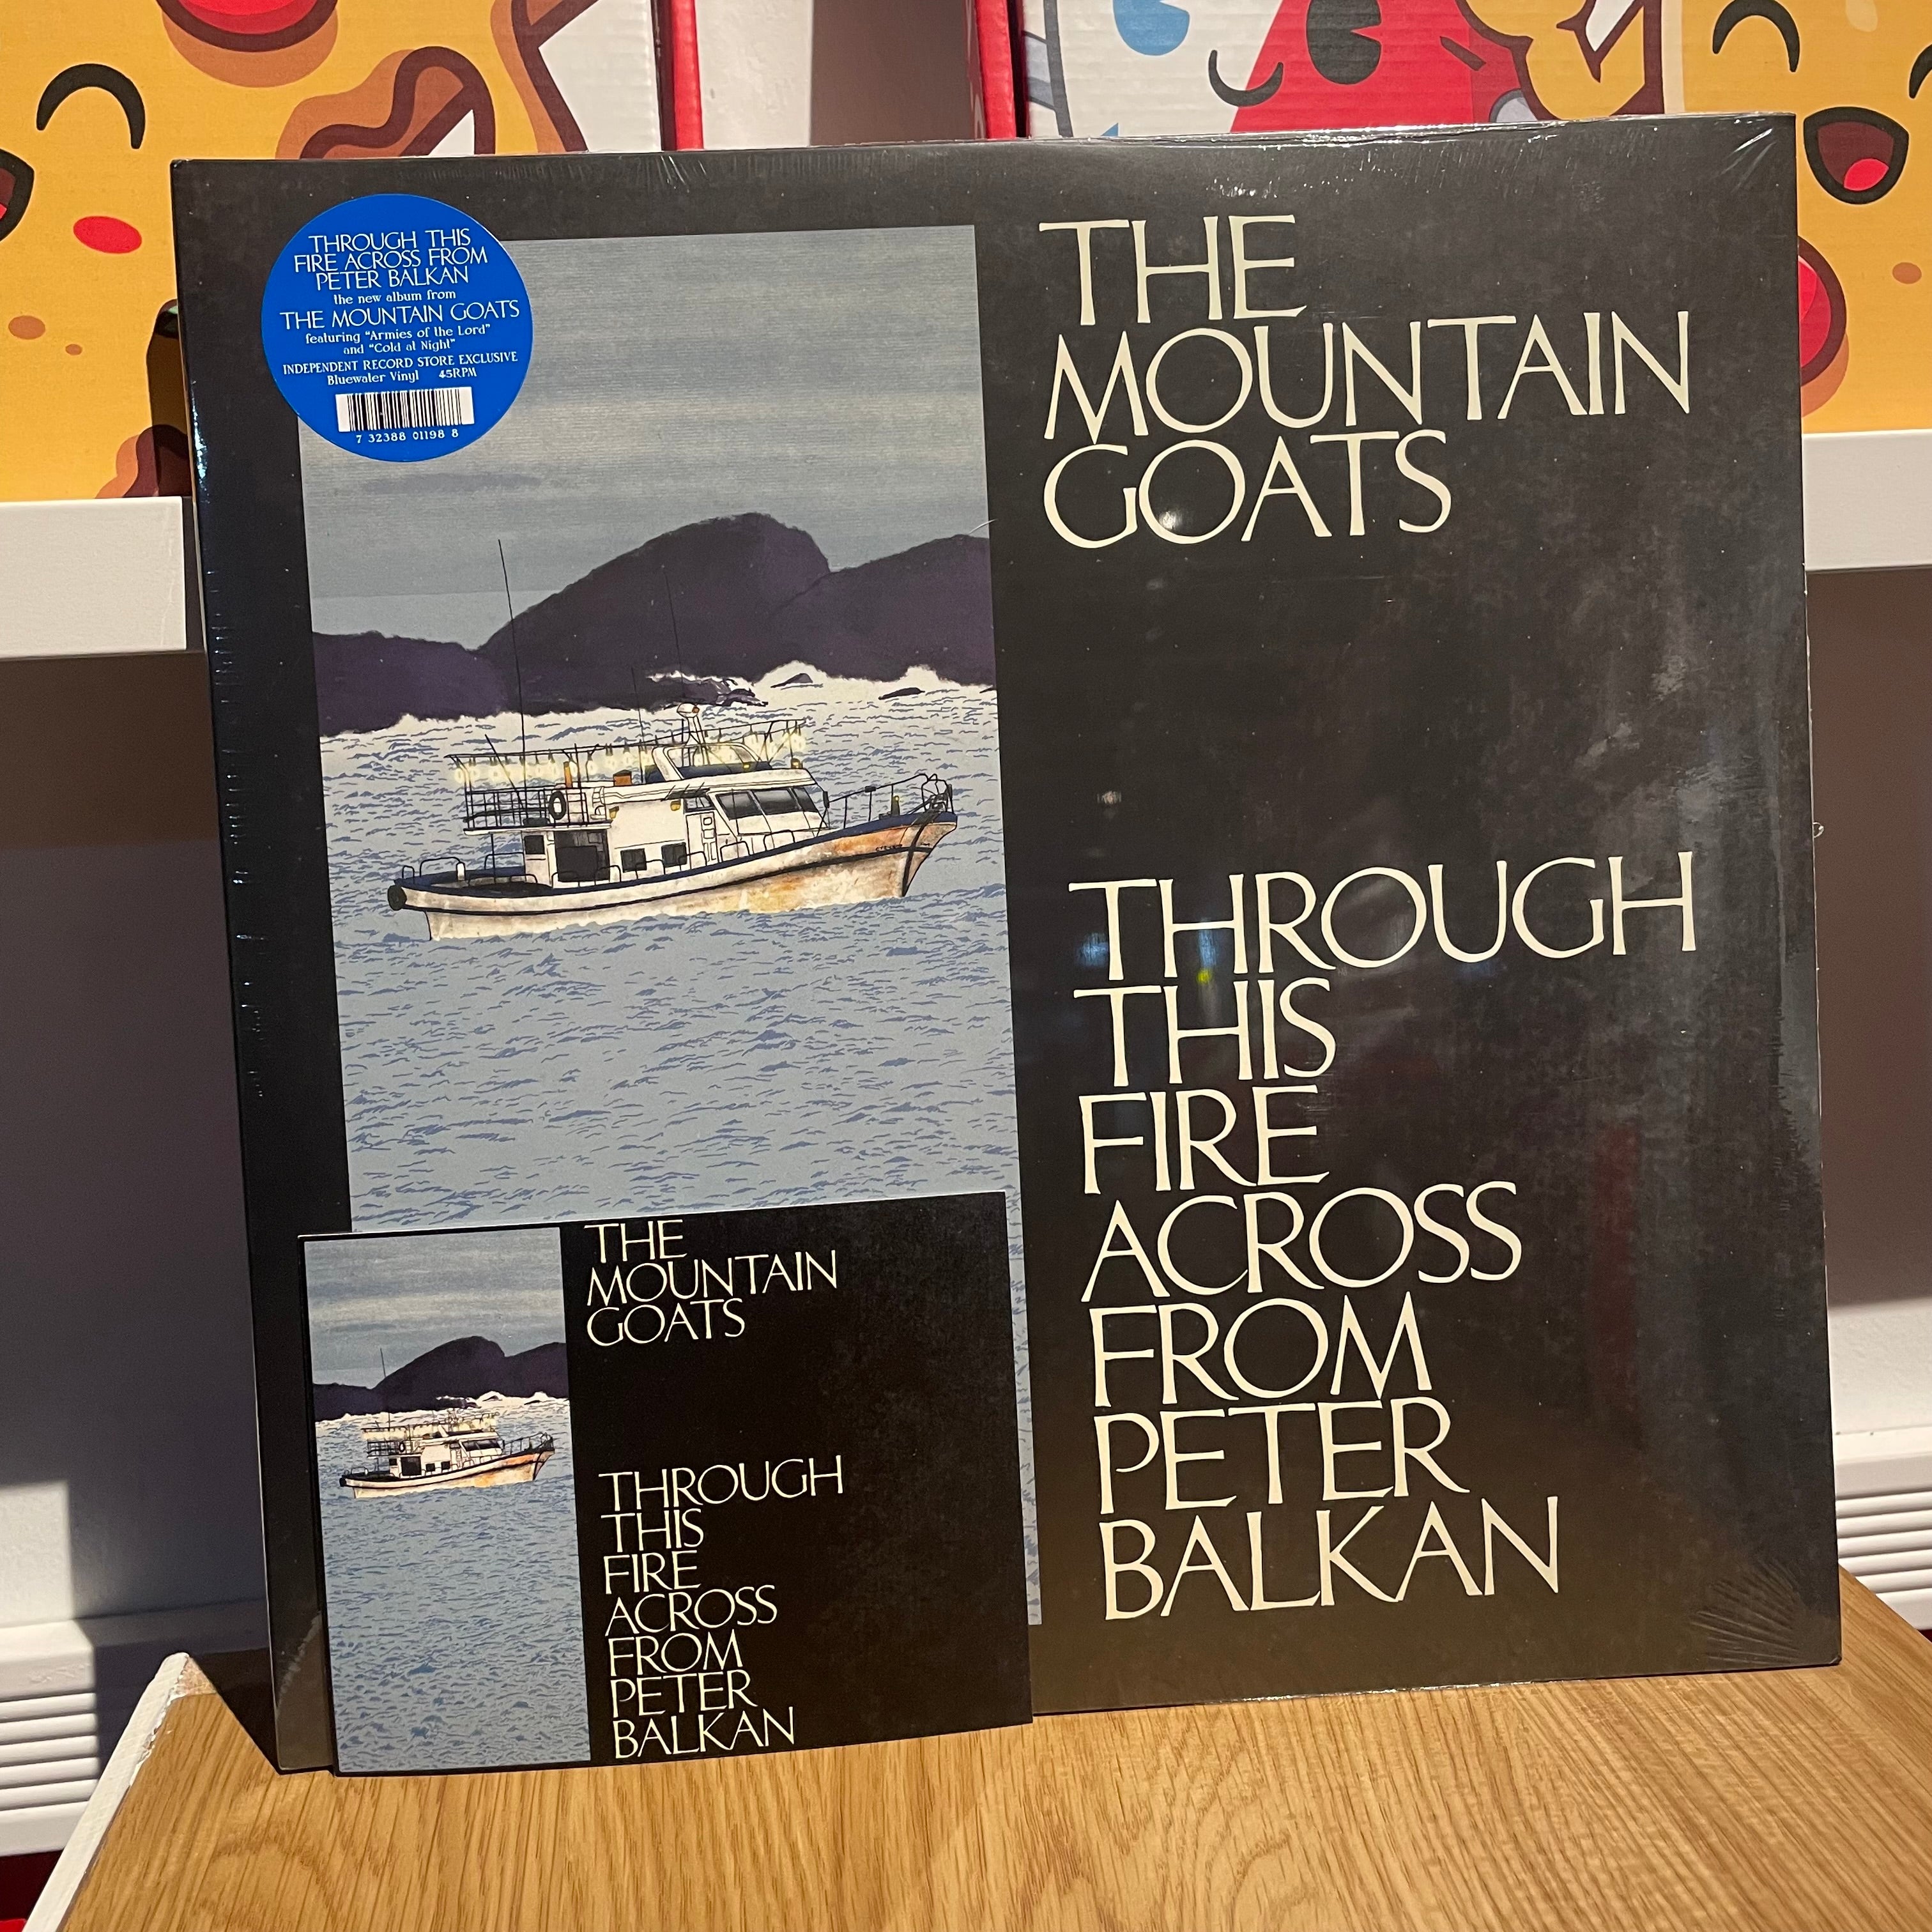 THROUGH THIS
FIRE ACROSS FROM
PETER BALKAN
the new album from
THE MOUNTAIN GOATS
featuring "Armies of the Lord"
and "Cold at Night"
INDEPENDENT RECORD STORE EXCLUSIVE
Bluewater Vinyl 45RPM
7 32388 01198 8
THE
MOUNTAIN
GOATS
THROUGH
THIS
FIRE
ACROSS
FROM
PETER
BALKAN
THE
MOUNTAIN
GOATS
THROUGH
THIS
FIRE
ACROSS
FROM
PETER
BALKAN